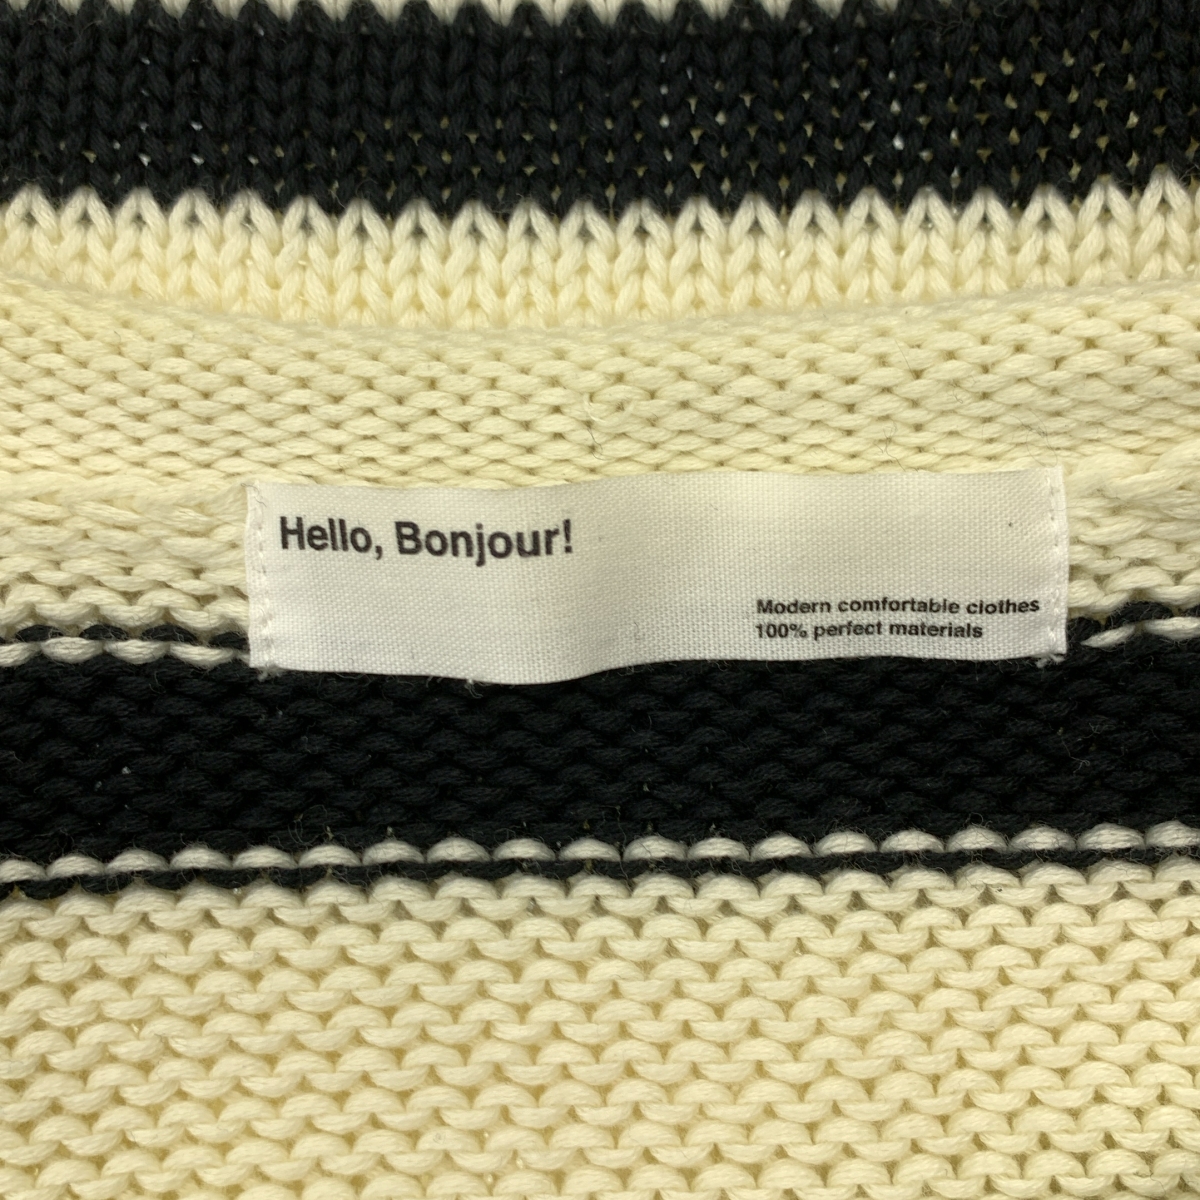 Hello, Bonjour!
Modern comfortable clothes
100% perfect materials